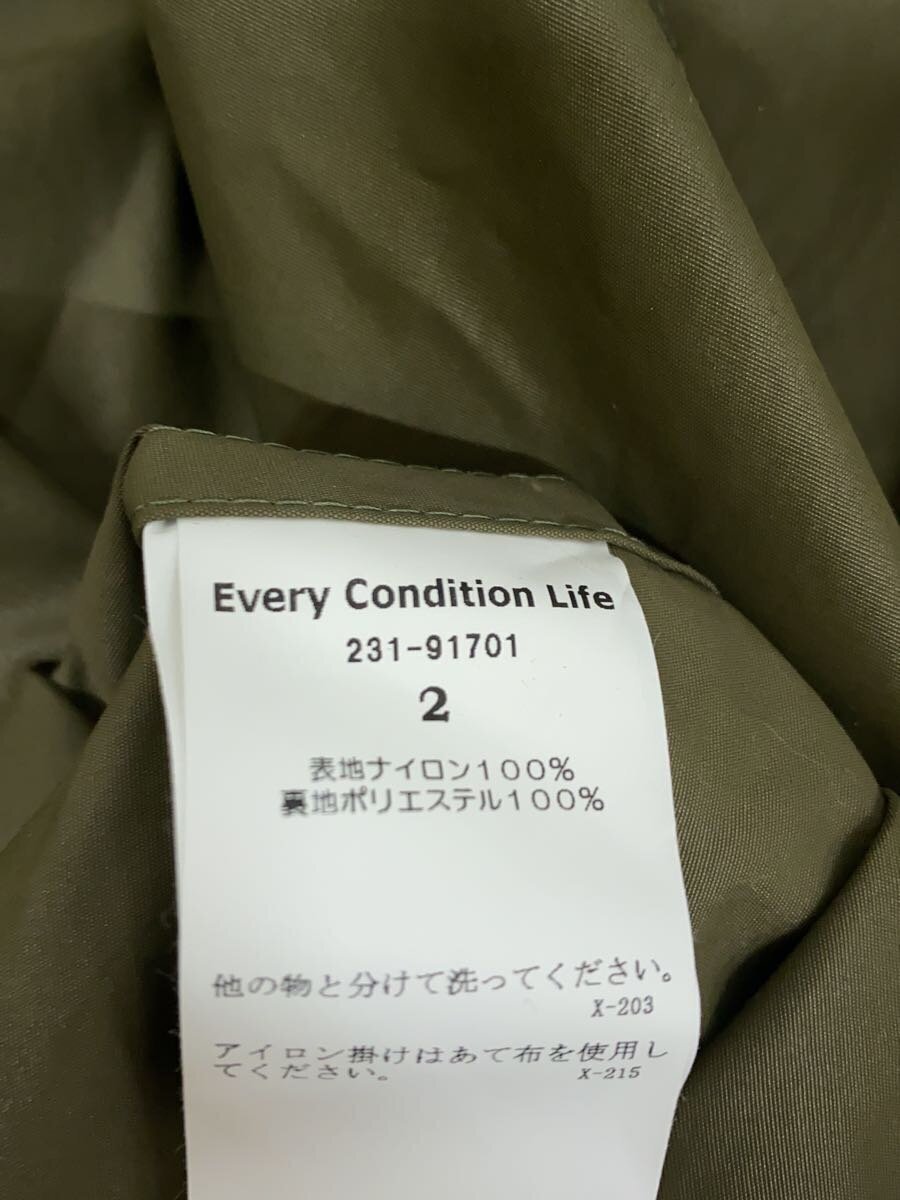 Every Condition Life
231-91701
2
表地ナイロン100%
裏地ポリエステル100%
他の物と分けて洗ってください。
X-203
アイロン掛けはあて布を使用し
てください。 X-215